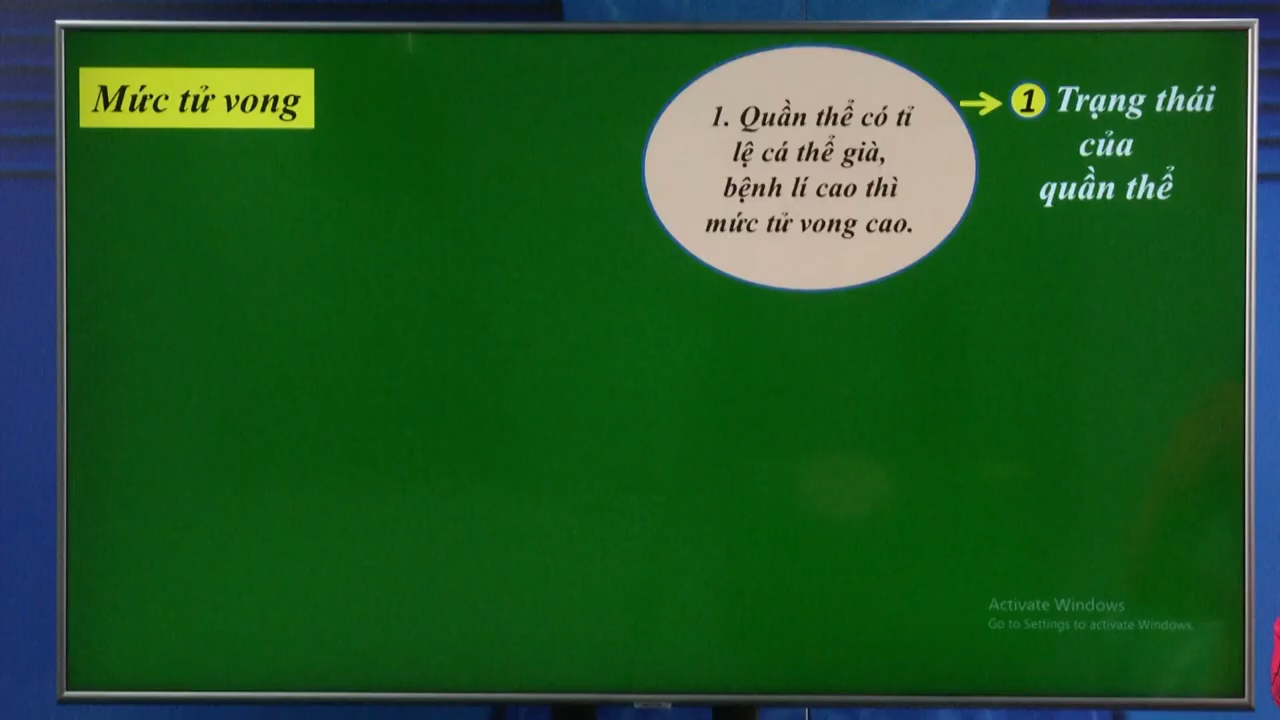 Mức tử vong
1. Quần thể có tỉ
lệ cá thể già,
bệnh lí cao thì
mức tử vong cao.
1 Trạng thái
của
quần thể
Activate Windows
Go to Settings to activate Windows.